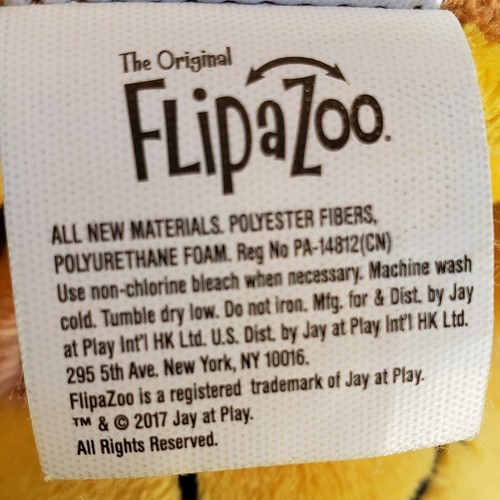 The Original
FLipaZoo.
ALL NEW MATERIALS. POLYESTER FIBERS,
POLYURETHANE FOAM. Reg No PA-14812(CN)
Use non-chlorine bleach when necessary. Machine wash
cold. Tumble dry low. Do not iron. Mfg. for & Dist. by Jay
at Play Int'l HK Ltd. U.S. Dist. by Jay at Play Int'l HK Ltd.
295 5th Ave. New York, NY 10016.
FlipaZoo is a registered trademark of Jay at Play.
™ & © 2017 Jay at Play.
All Rights Reserved.